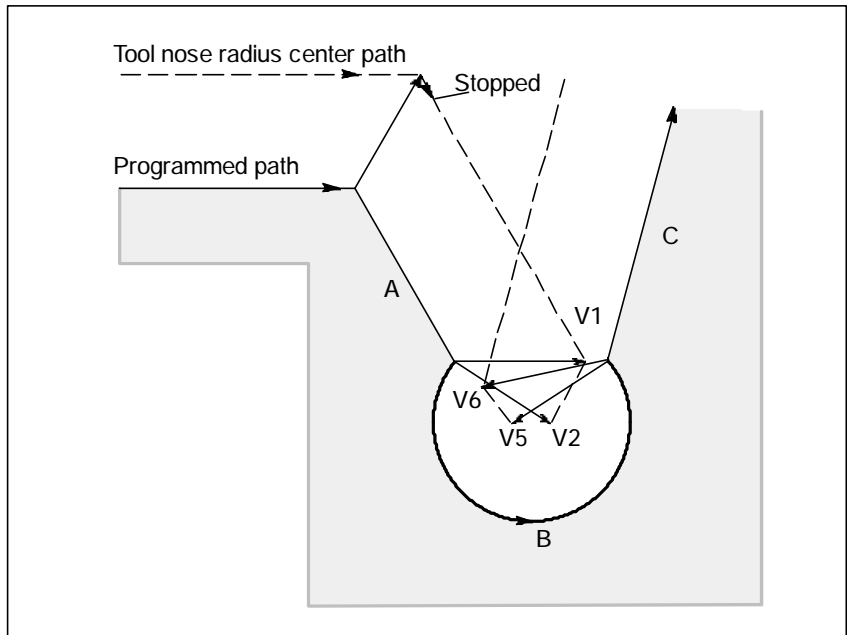 Tool nose radius center path
Stopped
Programmed path
C
A
V1
V6
V5
V2
B